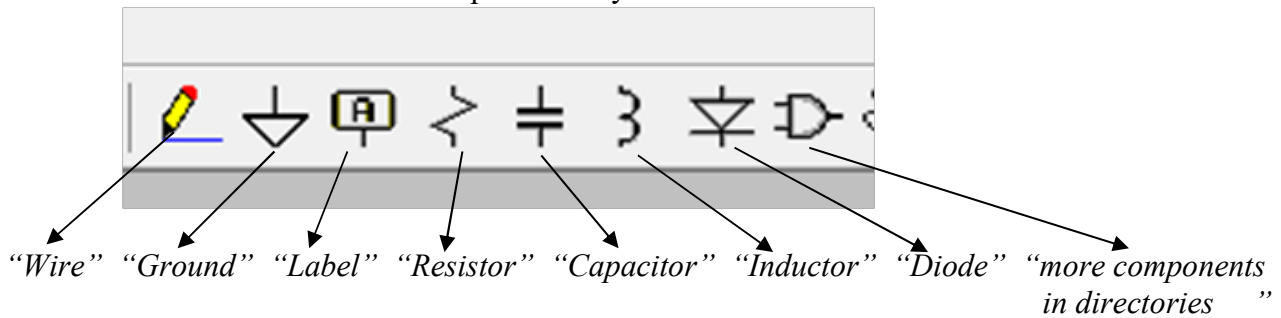 A
“Wire” “Ground” “Label” “Resistor” “Capacitor” “Inductor” “Diode” “more components
in directories ”